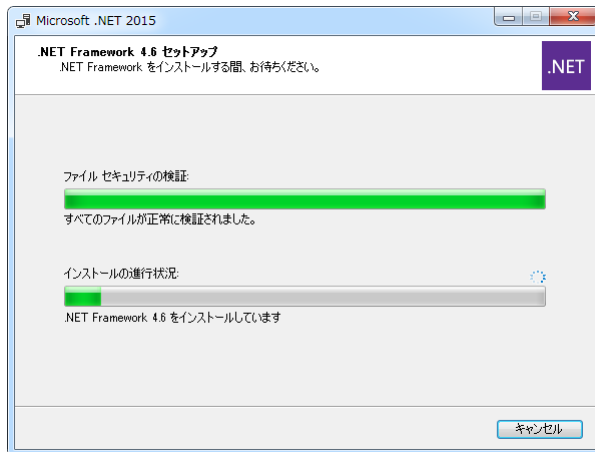 Microsoft .NET 2015
.NET Framework 4.6 セットアップ
.NET Framework をインストールする間、お待ちください。
.NET
ファイル セキュリティの検証:
すべてのファイルが正常に検証されました。
インストールの進行状況:
.NET Framework 4.6 をインストールしています
キャンセル